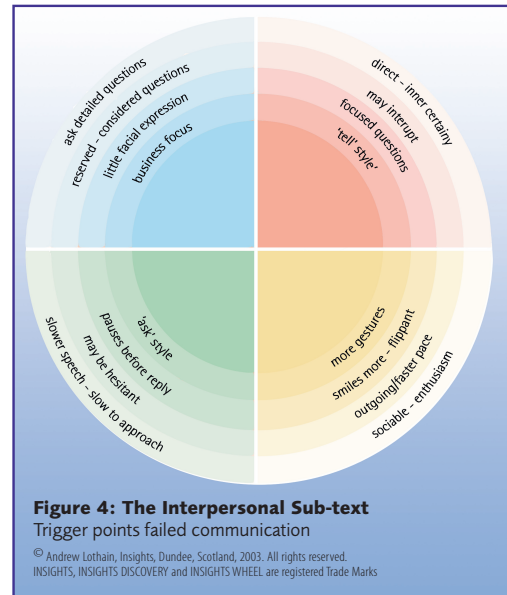 ask detailed questions
reserved – considered questions
little facial expression
business focus
direct – inner certainy
may interupt
focused questions
'tell' style'
'ask' style
pauses before reply
may be hesitant
slower speech – slow to approach
more gestures
smiles more – flippant
outgoing/faster pace
sociable – enthusiasm
Figure 4: The Interpersonal Sub-text
Trigger points failed communication
© Andrew Lothain, Insights, Dundee, Scotland, 2003. All rights reserved.
INSIGHTS, INSIGHTS DISCOVERY and INSIGHTS WHEEL are registered Trade Marks